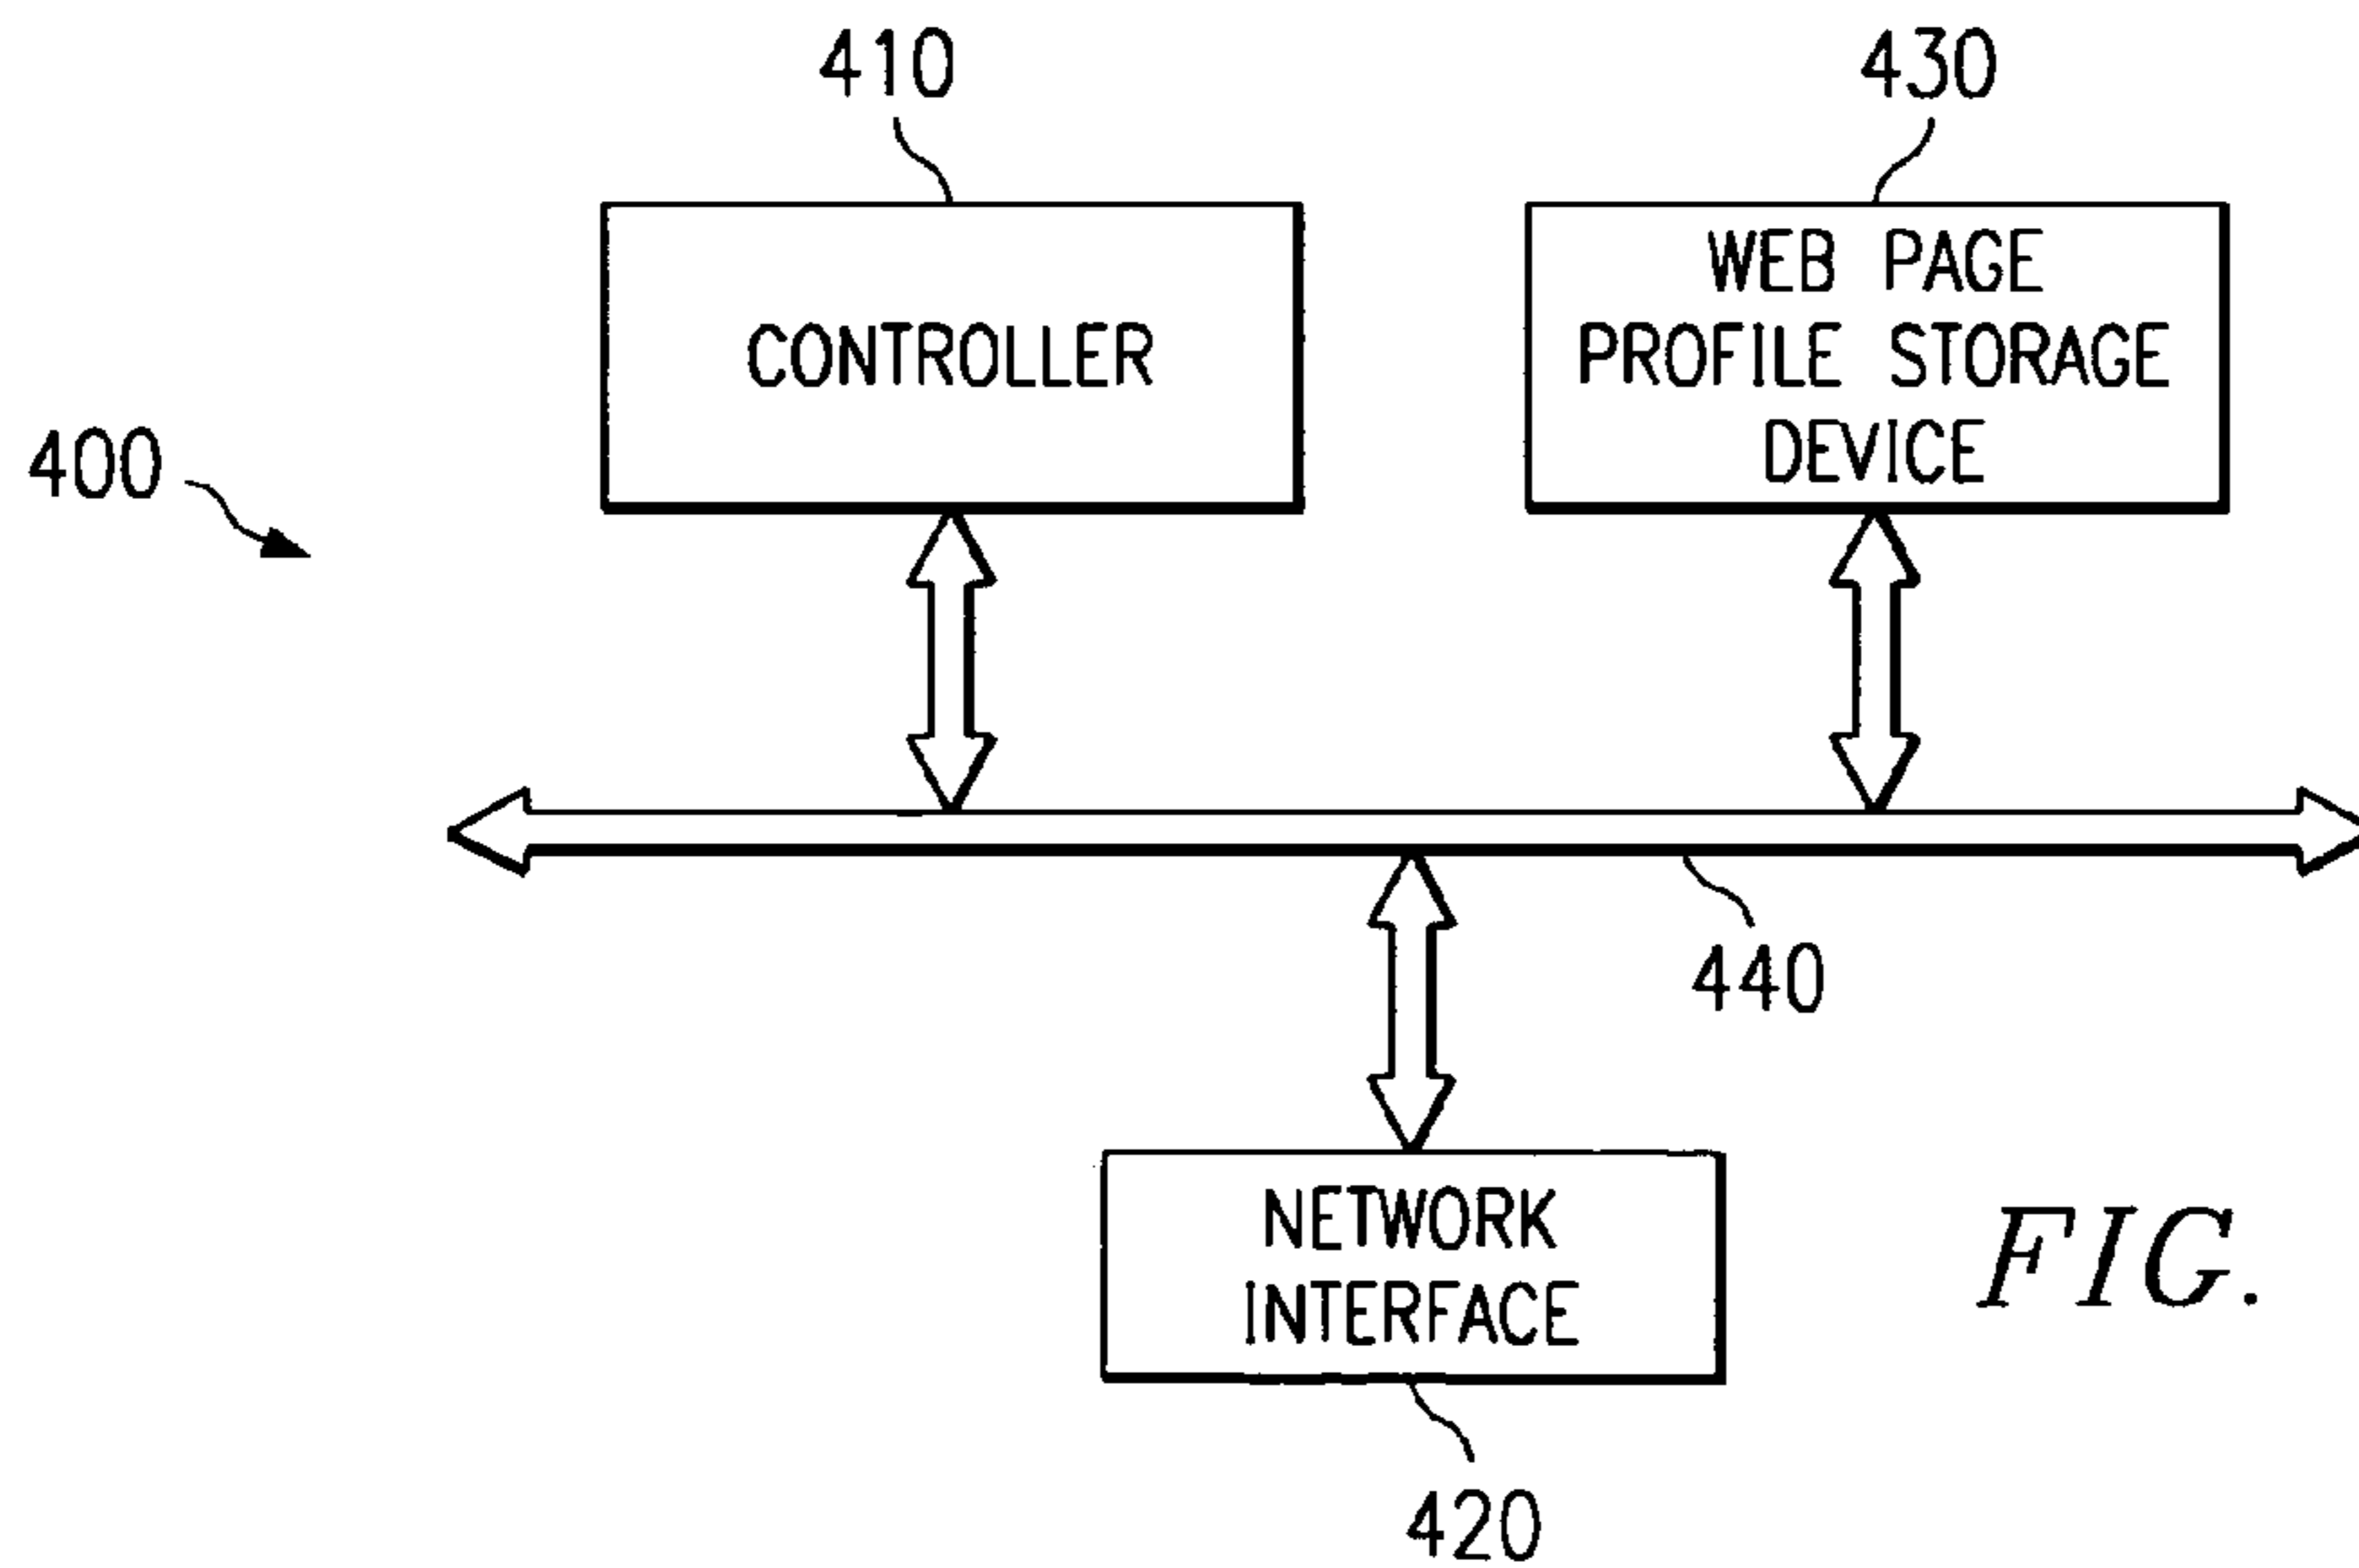 410
430
CONTROLLER
WEB PAGE
PROFILE STORAGE
DEVICE
400
440
NETWORK
INTERFACE
FIG.
420